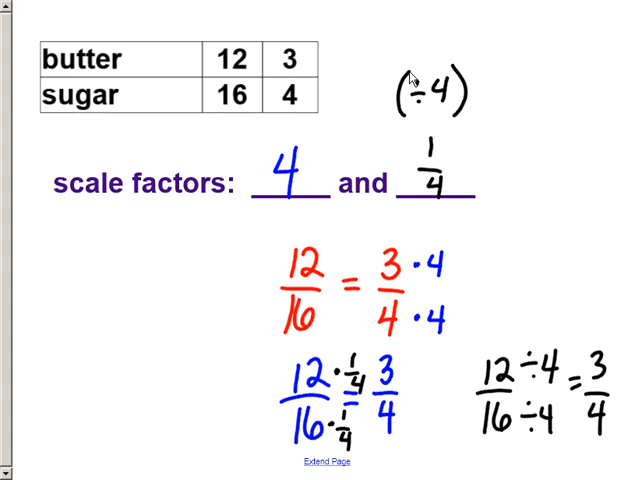 butter 12 3
sugar 16 4
(÷4)
scale factors: 4 and 1/4
12/16 = 3/4 · 4 / · 4
12/16 · 1/4 / · 1/4 = 3/4
12/16 ÷4 / ÷4 = 3/4
Extend Page